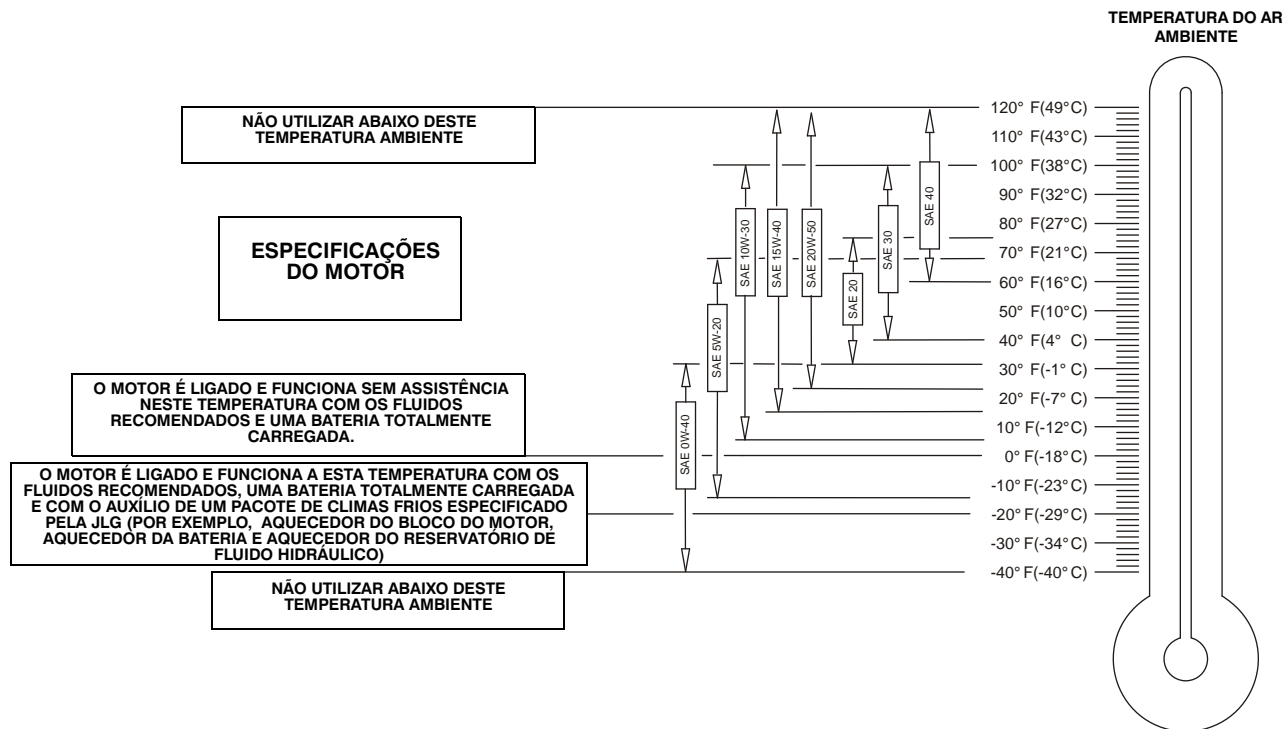 TEMPERATURA DO AR
AMBIENTE
NÃO UTILIZAR ABAIXO DESTE
TEMPERATURA AMBIENTE
ESPECIFICAÇÕES
DO MOTOR
O MOTOR É LIGADO E FUNCIONA SEM ASSISTÊNCIA
NESTE TEMPERATURA COM OS FLUIDOS
RECOMENDADOS E UMA BATERIA TOTALMENTE
CARREGADA.
O MOTOR É LIGADO E FUNCIONA A ESTA TEMPERATURA COM OS
FLUIDOS RECOMENDADOS, UMA BATERIA TOTALMENTE CARREGADA
E COM O AUXÍLIO DE UM PACOTE DE CLIMAS FRIOS ESPECIFICADO
PELA JLG (POR EXEMPLO, AQUECEDOR DO BLOCO DO MOTOR,
AQUECEDOR DA BATERIA E AQUECEDOR DO RESERVATÓRIO DE
FLUIDO HIDRÁULICO)
NÃO UTILIZAR ABAIXO DESTE
TEMPERATURA AMBIENTE
SAE 0W-40
SAE 5W-20
SAE 10W-30
SAE 15W-40
SAE 20W-50
SAE 20
SAE 30
SAE 40
120° F(49°C)
110° F(43°C)
100° F(38°C)
90° F(32°C)
80° F(27°C)
70° F(21°C)
60° F(16°C)
50° F(10°C)
40° F(4° C)
30° F(-1° C)
20° F(-7° C)
10° F(-12°C)
0° F(-18°C)
-10° F(-23°C)
-20° F(-29°C)
-30° F(-34°C)
-40° F(-40°C)